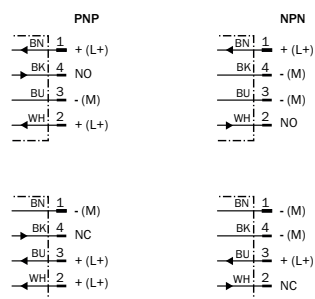 PNP
BN 1 + (L+)
BK 4 NO
BU 3 - (M)
WH 2 + (L+)
NPN
BN 1 + (L+)
BK 4 - (M)
BU 3 - (M)
WH 2 NO
BN 1 - (M)
BK 4 NC
BU 3 + (L+)
WH 2 + (L+)
BN 1 - (M)
BK 4 - (M)
BU 3 + (L+)
WH 2 NC